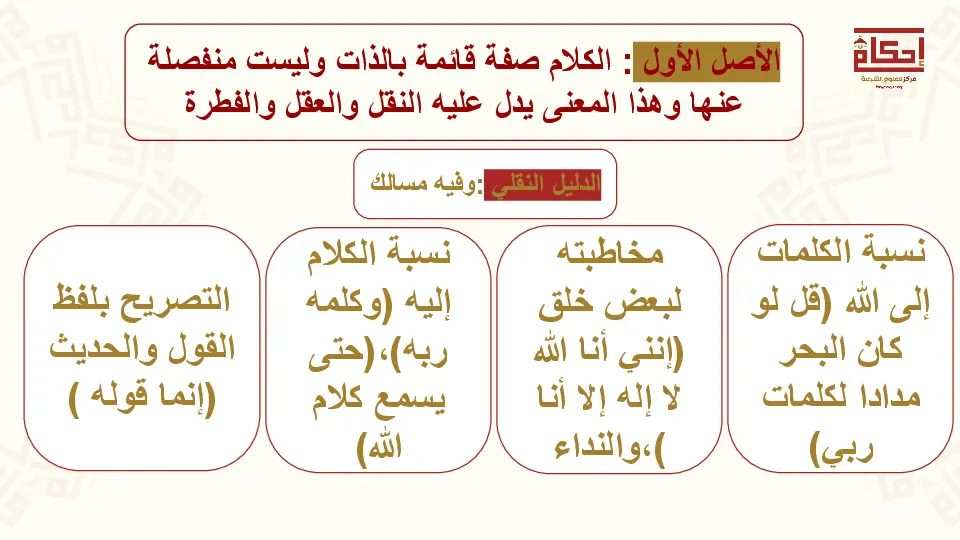 إحكام
مركز للعلوم الشرعية
الأصل الأول : الكلام صفة قائمة بالذات وليست منفصلة
عنها وهذا المعنى يدل عليه النقل والعقل والفطرة
الدليل النقلي :وفيه مسالك
نسبة الكلمات
إلى الله (قل لو
كان البحر
مدادا لكلمات
ربي)
مخاطبته
لبعض خلق
(إنني أنا الله
لا إله إلا أنا
)،والنداء
نسبة الكلام
إليه (وكلمه
ربه)،(حتى
يسمع كلام
الله)
التصريح بلفظ
القول والحديث
(إنما قوله )